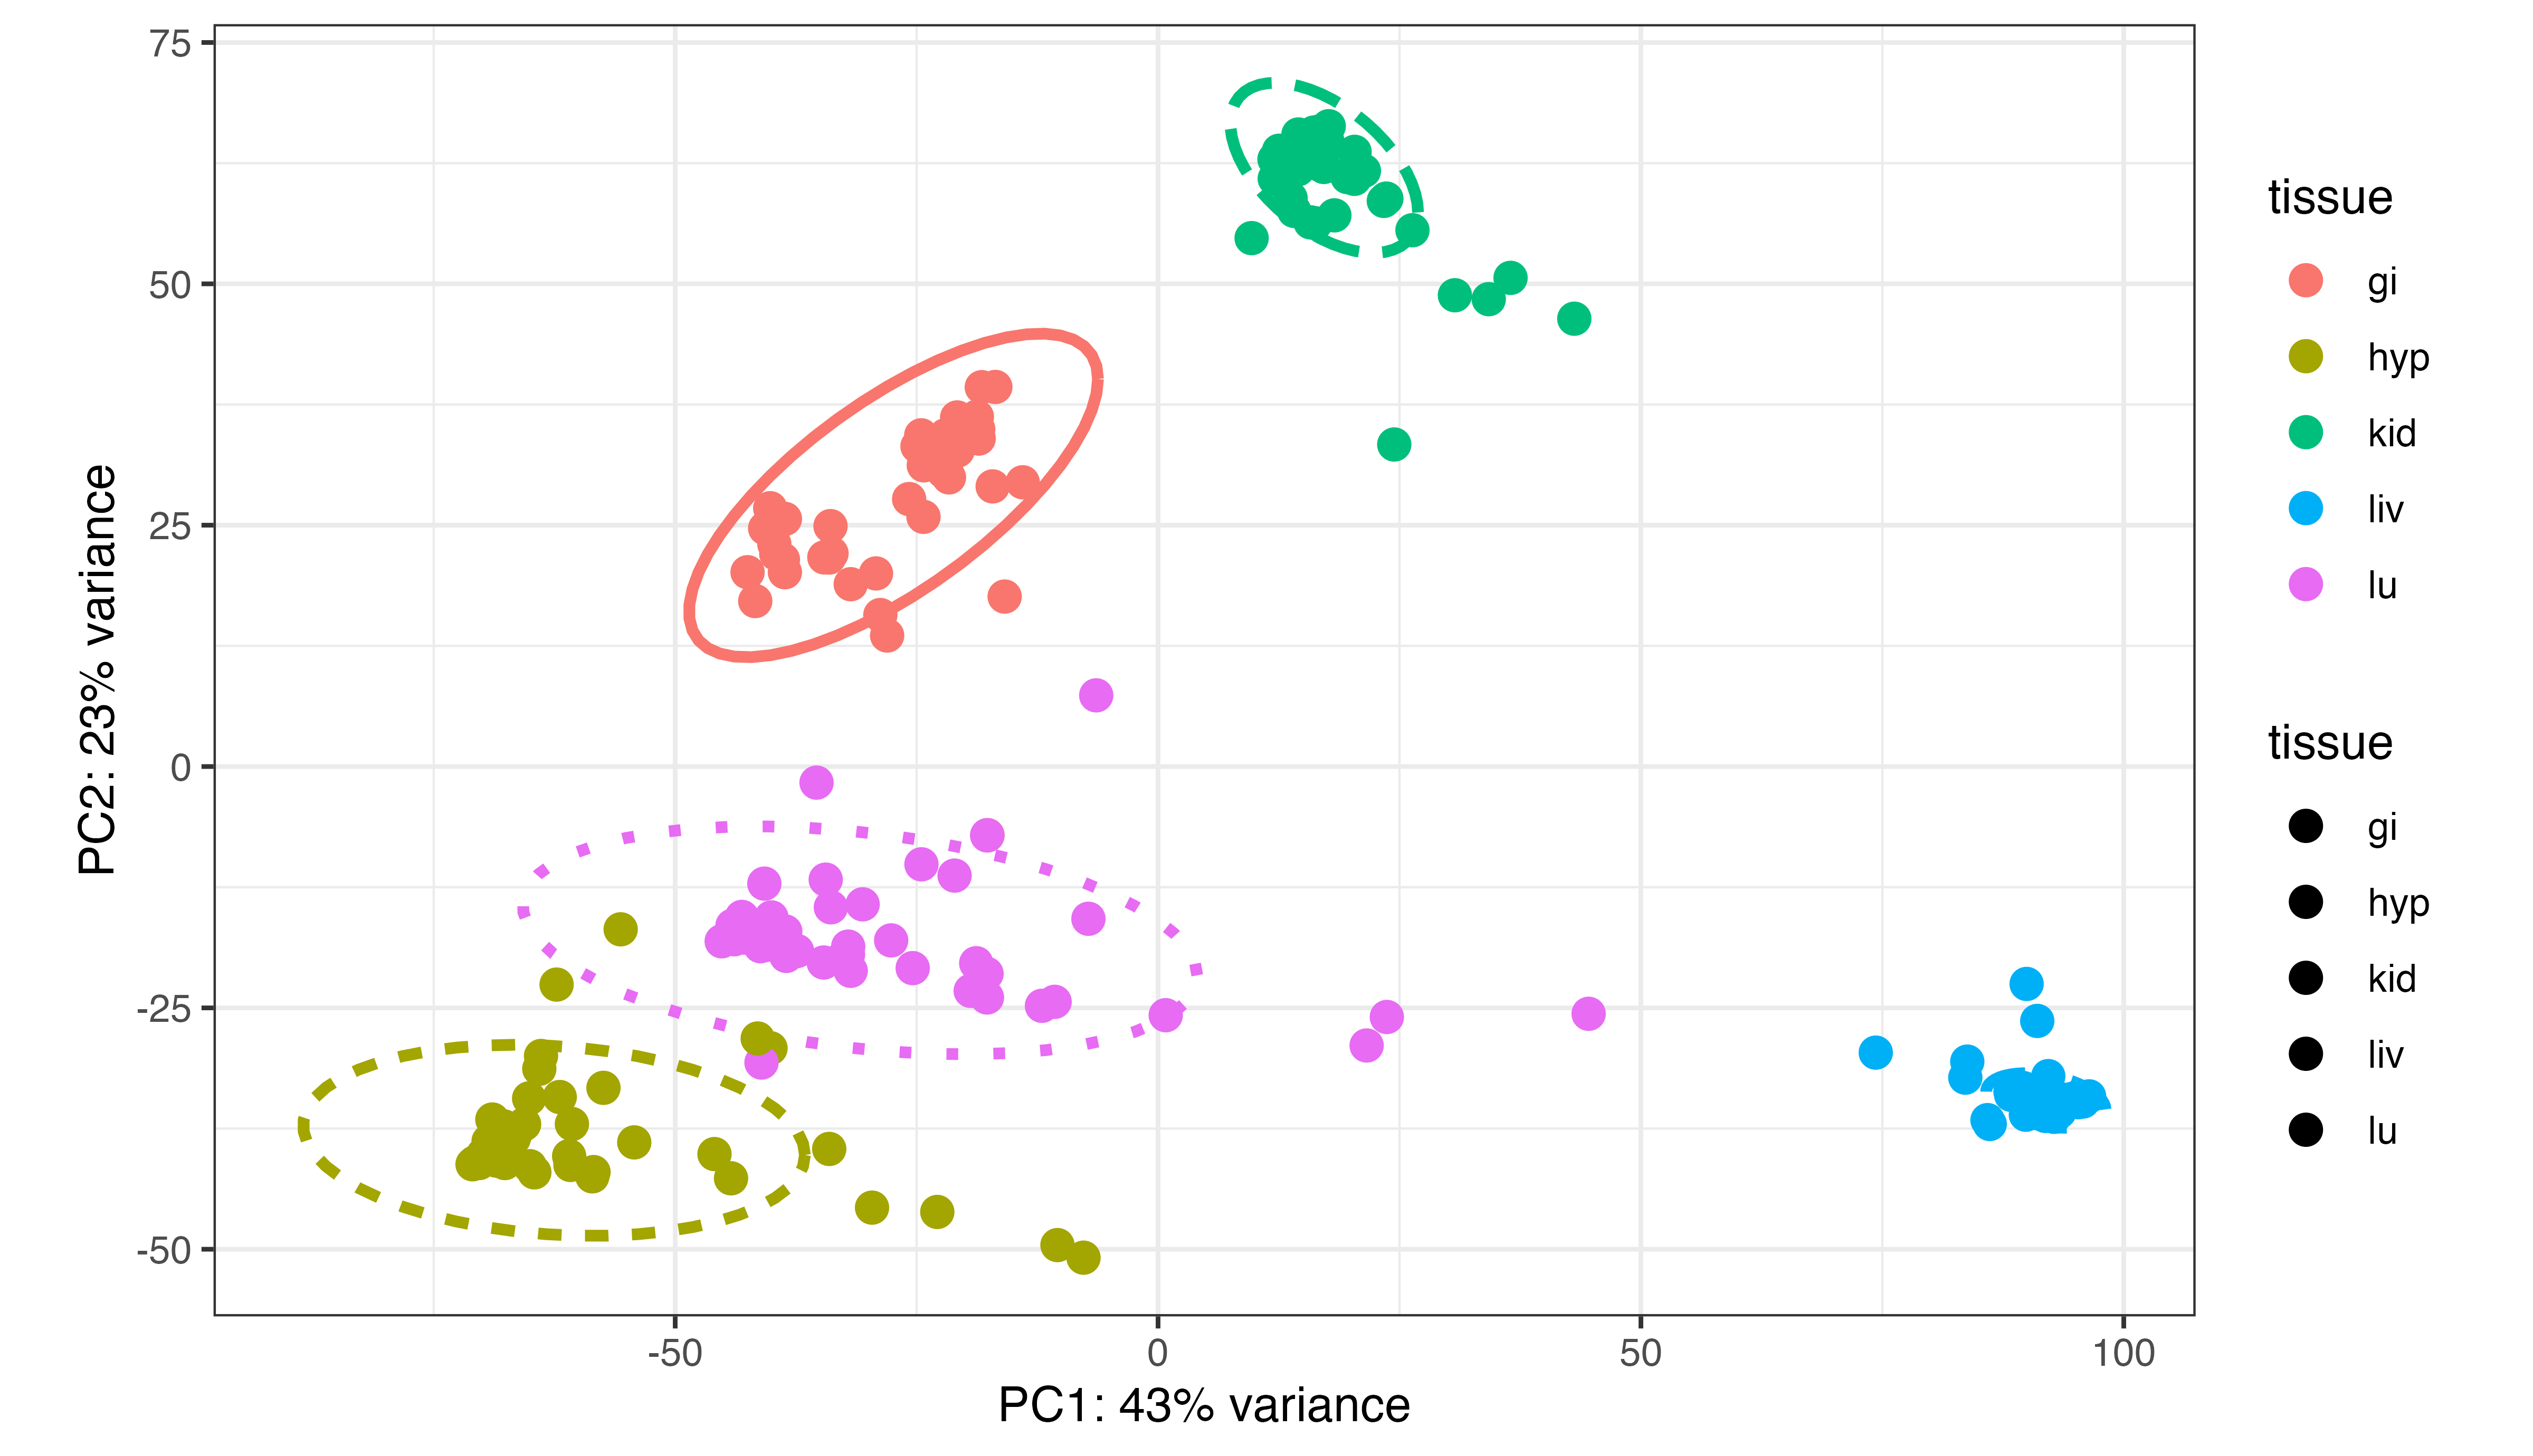 75
50
25
0
-25
-50
PC2: 23% variance
-50
0
50
100
PC1: 43% variance
tissue
gi
hyp
kid
liv
lu
tissue
gi
hyp
kid
liv
lu